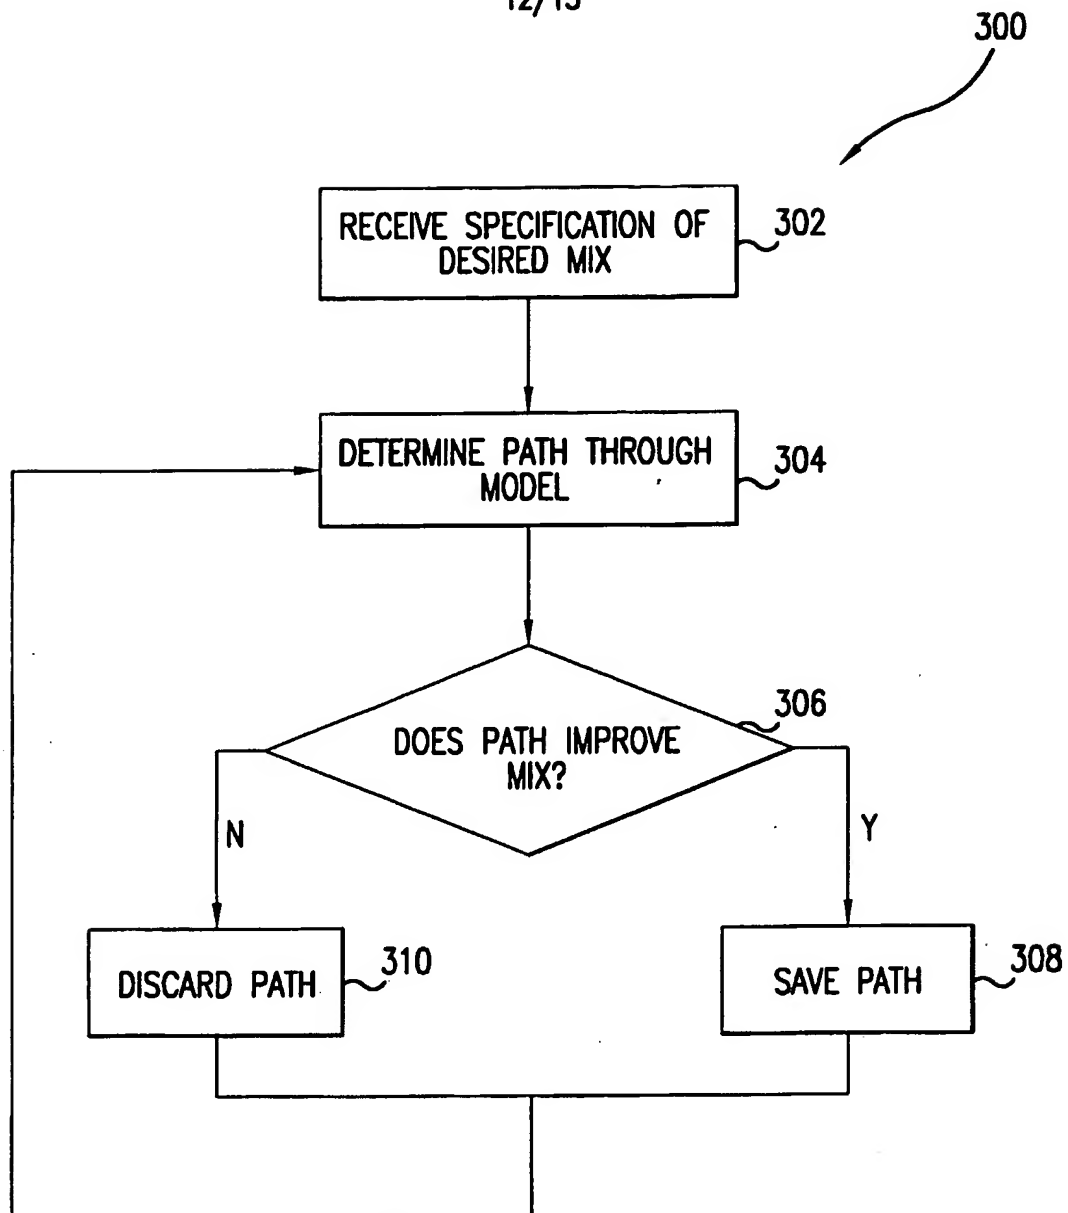 300
RECEIVE SPECIFICATION OF
DESIRED MIX
302
DETERMINE PATH THROUGH
MODEL
304
DOES PATH IMPROVE
MIX?
306
N
Y
DISCARD PATH
310
SAVE PATH
308